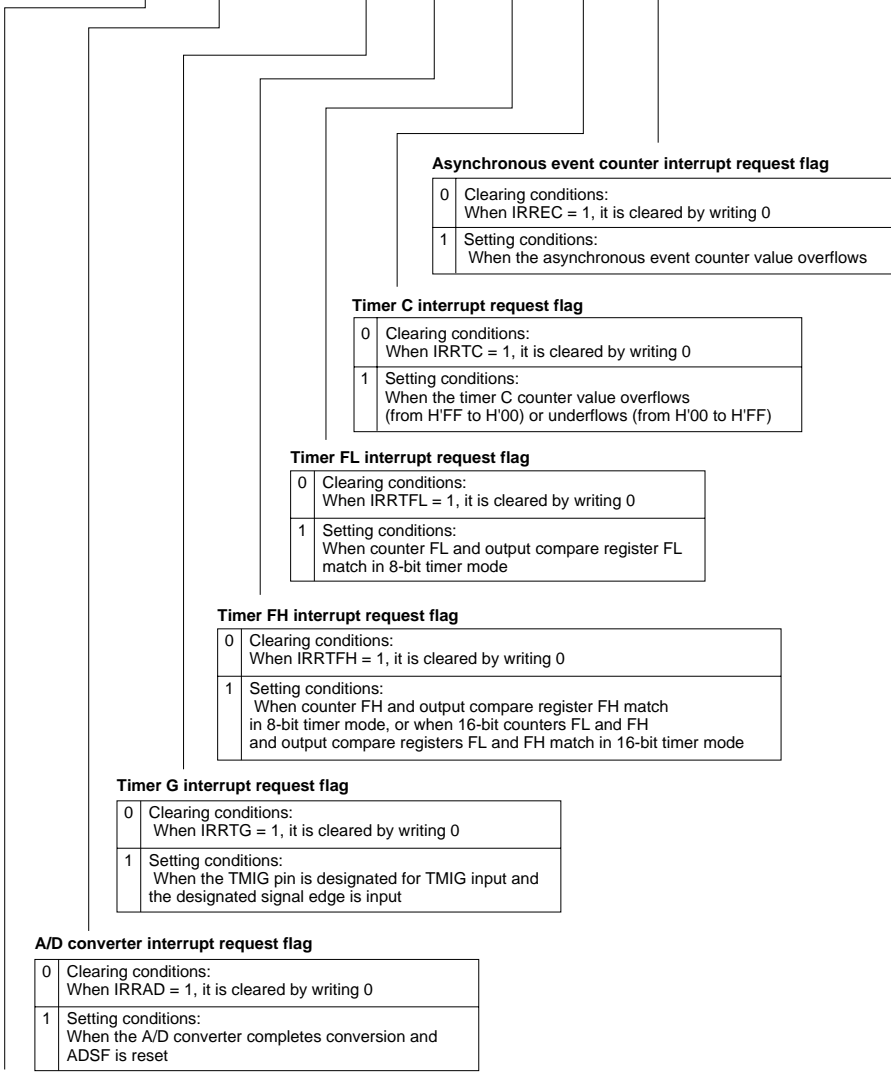 Asynchronous event counter interrupt request flag
0 Clearing conditions:
When IRREC = 1, it is cleared by writing 0
1 Setting conditions:
When the asynchronous event counter value overflows
Timer C interrupt request flag
0 Clearing conditions:
When IRRTC = 1, it is cleared by writing 0
1 Setting conditions:
When the timer C counter value overflows
(from H'FF to H'00) or underflows (from H'00 to H'FF)
Timer FL interrupt request flag
0 Clearing conditions:
When IRRTFL = 1, it is cleared by writing 0
1 Setting conditions:
When counter FL and output compare register FL
match in 8-bit timer mode
Timer FH interrupt request flag
0 Clearing conditions:
When IRRTFH = 1, it is cleared by writing 0
1 Setting conditions:
When counter FH and output compare register FH match
in 8-bit timer mode, or when 16-bit counters FL and FH
and output compare registers FL and FH match in 16-bit timer mode
Timer G interrupt request flag
0 Clearing conditions:
When IRRTG = 1, it is cleared by writing 0
1 Setting conditions:
When the TMIG pin is designated for TMIG input and
the designated signal edge is input
A/D converter interrupt request flag
0 Clearing conditions:
When IRRAD = 1, it is cleared by writing 0
1 Setting conditions:
When the A/D converter completes conversion and
ADSF is reset